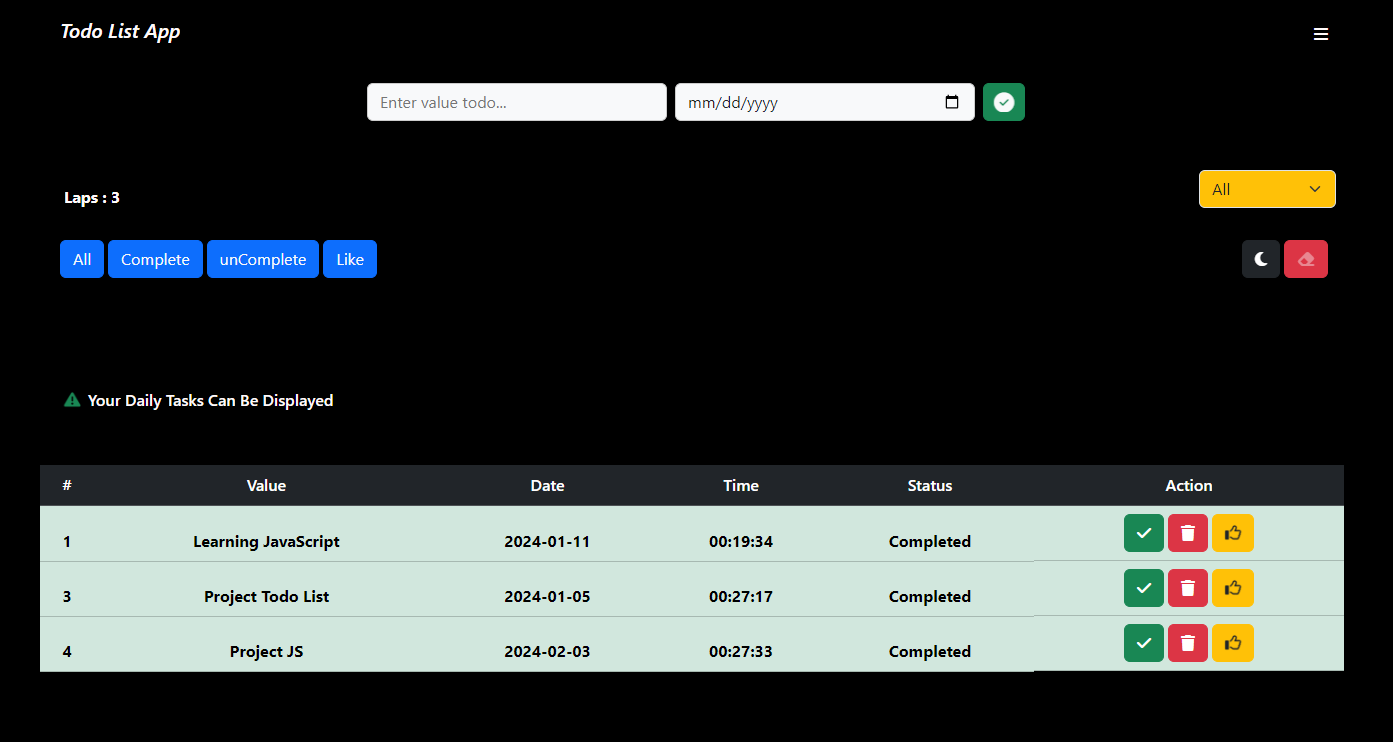 Todo List App
Enter value todo... mm/dd/yyyy
Laps : 3
All
All Complete unComplete Like
Your Daily Tasks Can Be Displayed
# Value Date Time Status Action
1 Learning JavaScript 2024-01-11 00:19:34 Completed
3 Project Todo List 2024-01-05 00:27:17 Completed
4 Project JS 2024-02-03 00:27:33 Completed